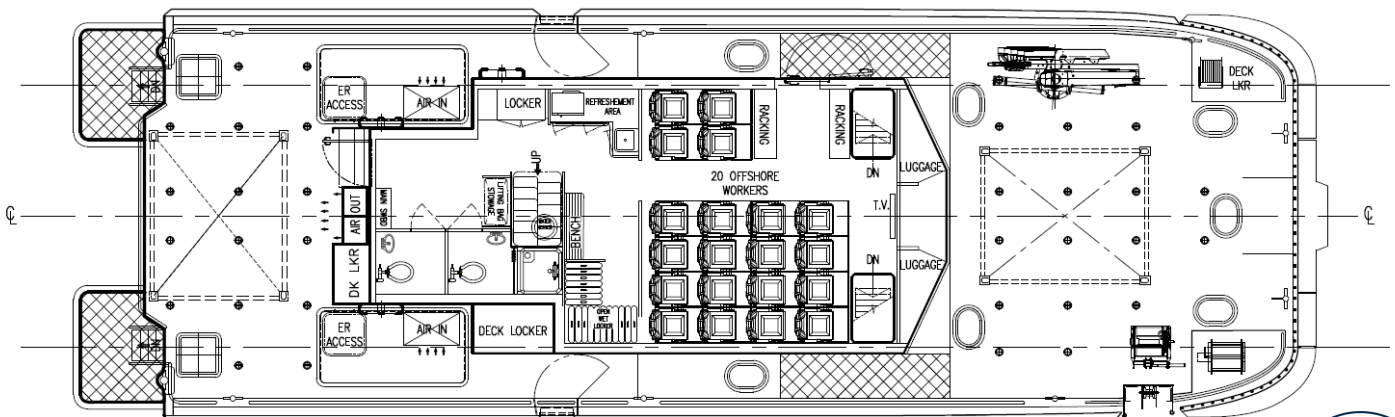 DN
ER
ACCESS
AIR IN
LOCKER
REFRESHEMENT
AREA
RACKING
RACKING
DECK
LKR
DN
LUGGAGE
20 OFFSHORE
WORKERS
UP
LIFTING BAG
STORAGE
MAIN SWBD
AIR OUT
T.V.
BENCH
℄
℄
DN
LUGGAGE
DK LKR
OPEN
WET
LOCKER
DECK LOCKER
ER
ACCESS
AIR IN
DN